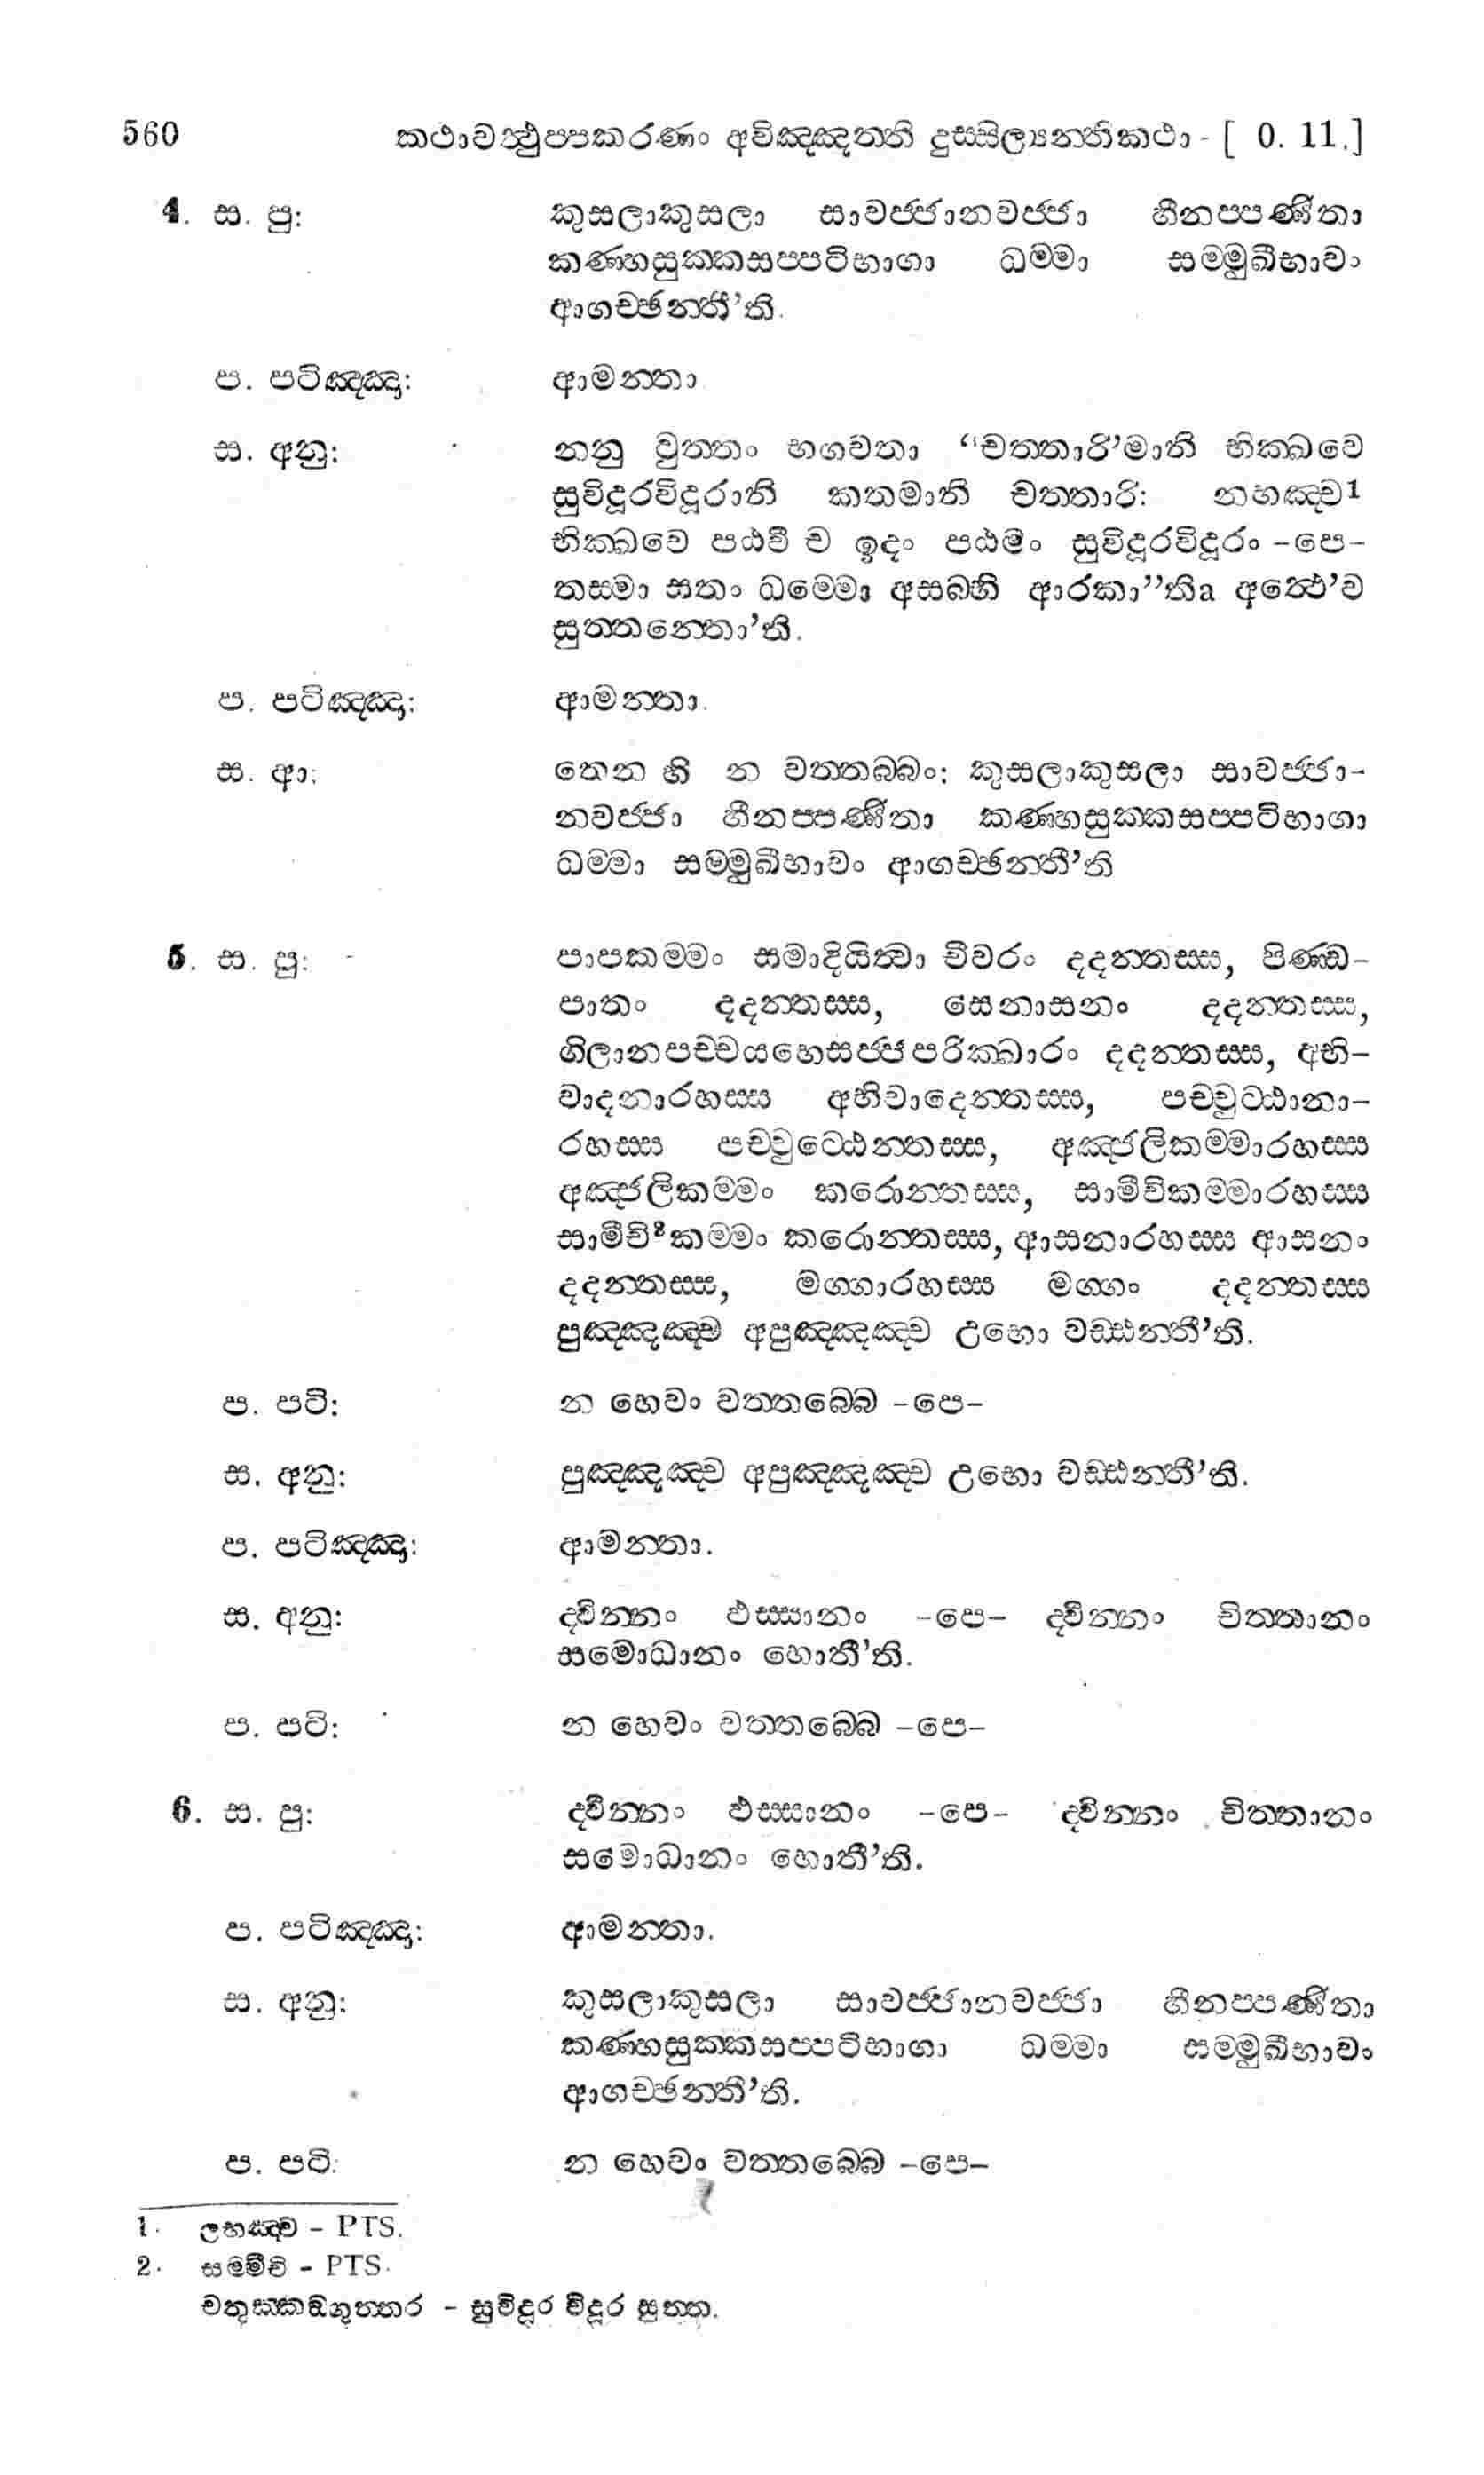 560 කථාවත්ථුප්පකරණං අවිඤ්ඤත්ති දුස්සිල්‍යන්තිකථා - [ 0. 11.]
4. ස. පු: කුසලාකුසලා සාවජ්ජානවජ්ජා හීනප්පණීතා
කණ්හසුක්කසප්පටිභාගා ධම්මා සම්මුඛීභාවං
ආගච්ඡන්තී’ති.
ප. පටිඤ්ඤා: ආමන්තා
ස. අනු: නනු වුත්තං භගවතා “චත්තාරි’මානි භික්ඛවෙ
සුවිදූරවිදූරානි කතමානි චත්තාරි: නභඤ්ච1
භික්ඛවෙ පඨවී ච ඉදං පඨමං සුවිදූරවිදූරං -පෙ-
තස්මා සතං ධම්මො අසබ්භි ආරකා”තිa අත්ථෙ’ව
සුත්තන්තො’ති.
ප. පටිඤ්ඤා: ආමන්තා.
ස. ආ: තෙන හි න වත්තබ්බං: කුසලාකුසලා සාවජ්ජා-
නවජ්ජා හීනප්පණීතා කණ්හසුක්කසප්පටිභාගා
ධම්මා සම්මුඛීභාවං ආගච්ඡන්තී’ති
5. ස. පු: පාපකම්මං සමාදියිත්වා චීවරං දදන්තස්ස, පිණ්ඩ-
පාතං දදන්තස්ස, සෙනාසනං දදන්තස්ස,
ගිලානපච්චයභෙසජ්ජපරික්ඛාරං දදන්තස්ස, අභි-
වාදනාරහස්ස අභිවාදෙන්තස්ස, පච්චුට්ඨානා-
රහස්ස පච්චුට්ඨෙන්තස්ස, අඤ්ජලිකම්මාරහස්ස
අඤ්ජලිකම්මං කරොන්තස්ස, සාමීචිකම්මාරහස්ස
සාමීචි2කම්මං කරොන්තස්ස, ආසනාරහස්ස ආසනං
දදන්තස්ස, මග්ගාරහස්ස මග්ගං දදන්තස්ස
පුඤ්ඤඤ්ච අපුඤ්ඤඤ්ච උභො වඩ්ඪන්තී’ති.
ප. පටි: න හෙවං වත්තබ්බෙ -පෙ-
ස. අනු: පුඤ්ඤඤ්ච අපුඤ්ඤඤ්ච උභො වඩ්ඪන්තී’ති.
ප. පටිඤ්ඤා: ආමන්තා.
ස. අනු: ද්වින්නං ඵස්සානං -පෙ- ද්වින්නං චිත්තානං
සමොධානං හොතී’ති.
ප. පටි: න හෙවං වත්තබ්බෙ -පෙ-
6. ස. පු: ද්වින්නං ඵස්සානං -පෙ- ද්වින්නං චිත්තානං
සමොධානං හොතී’ති.
ප. පටිඤ්ඤා: ආමන්තා.
ස. අනු: කුසලාකුසලා සාවජ්ජානවජ්ජා හීනප්පණීතා
කණ්හසුක්කසප්පටිභාගා ධම්මා සම්මුඛීභාවං
ආගච්ඡන්තී’ති.
ප. පටි: න හෙවං වත්තබ්බෙ -පෙ-
1. ලභඤ්ච - PTS.
2. සම්මීචි - PTS.
චතුක්කඞ්ගුත්තර - සුවිදූර විදූර සුත්ත.